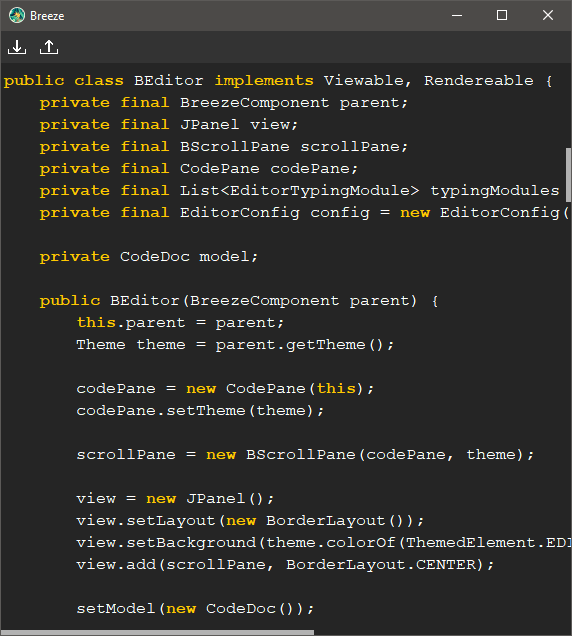 Breeze
public class BEditor implements Viewable, Rendereable {
    private final BreezeComponent parent;
    private final JPanel view;
    private final BScrollPane scrollPane;
    private final CodePane codePane;
    private final List<EditorTypingModule> typingModules
    private final EditorConfig config = new EditorConfig(
    private CodeDoc model;
    public BEditor(BreezeComponent parent) {
        this.parent = parent;
        Theme theme = parent.getTheme();
        codePane = new CodePane(this);
        codePane.setTheme(theme);
        scrollPane = new BScrollPane(codePane, theme);
        view = new JPanel();
        view.setLayout(new BorderLayout());
        view.setBackground(theme.colorOf(ThemedElement.EDI
        view.add(scrollPane, BorderLayout.CENTER);
        setModel(new CodeDoc());